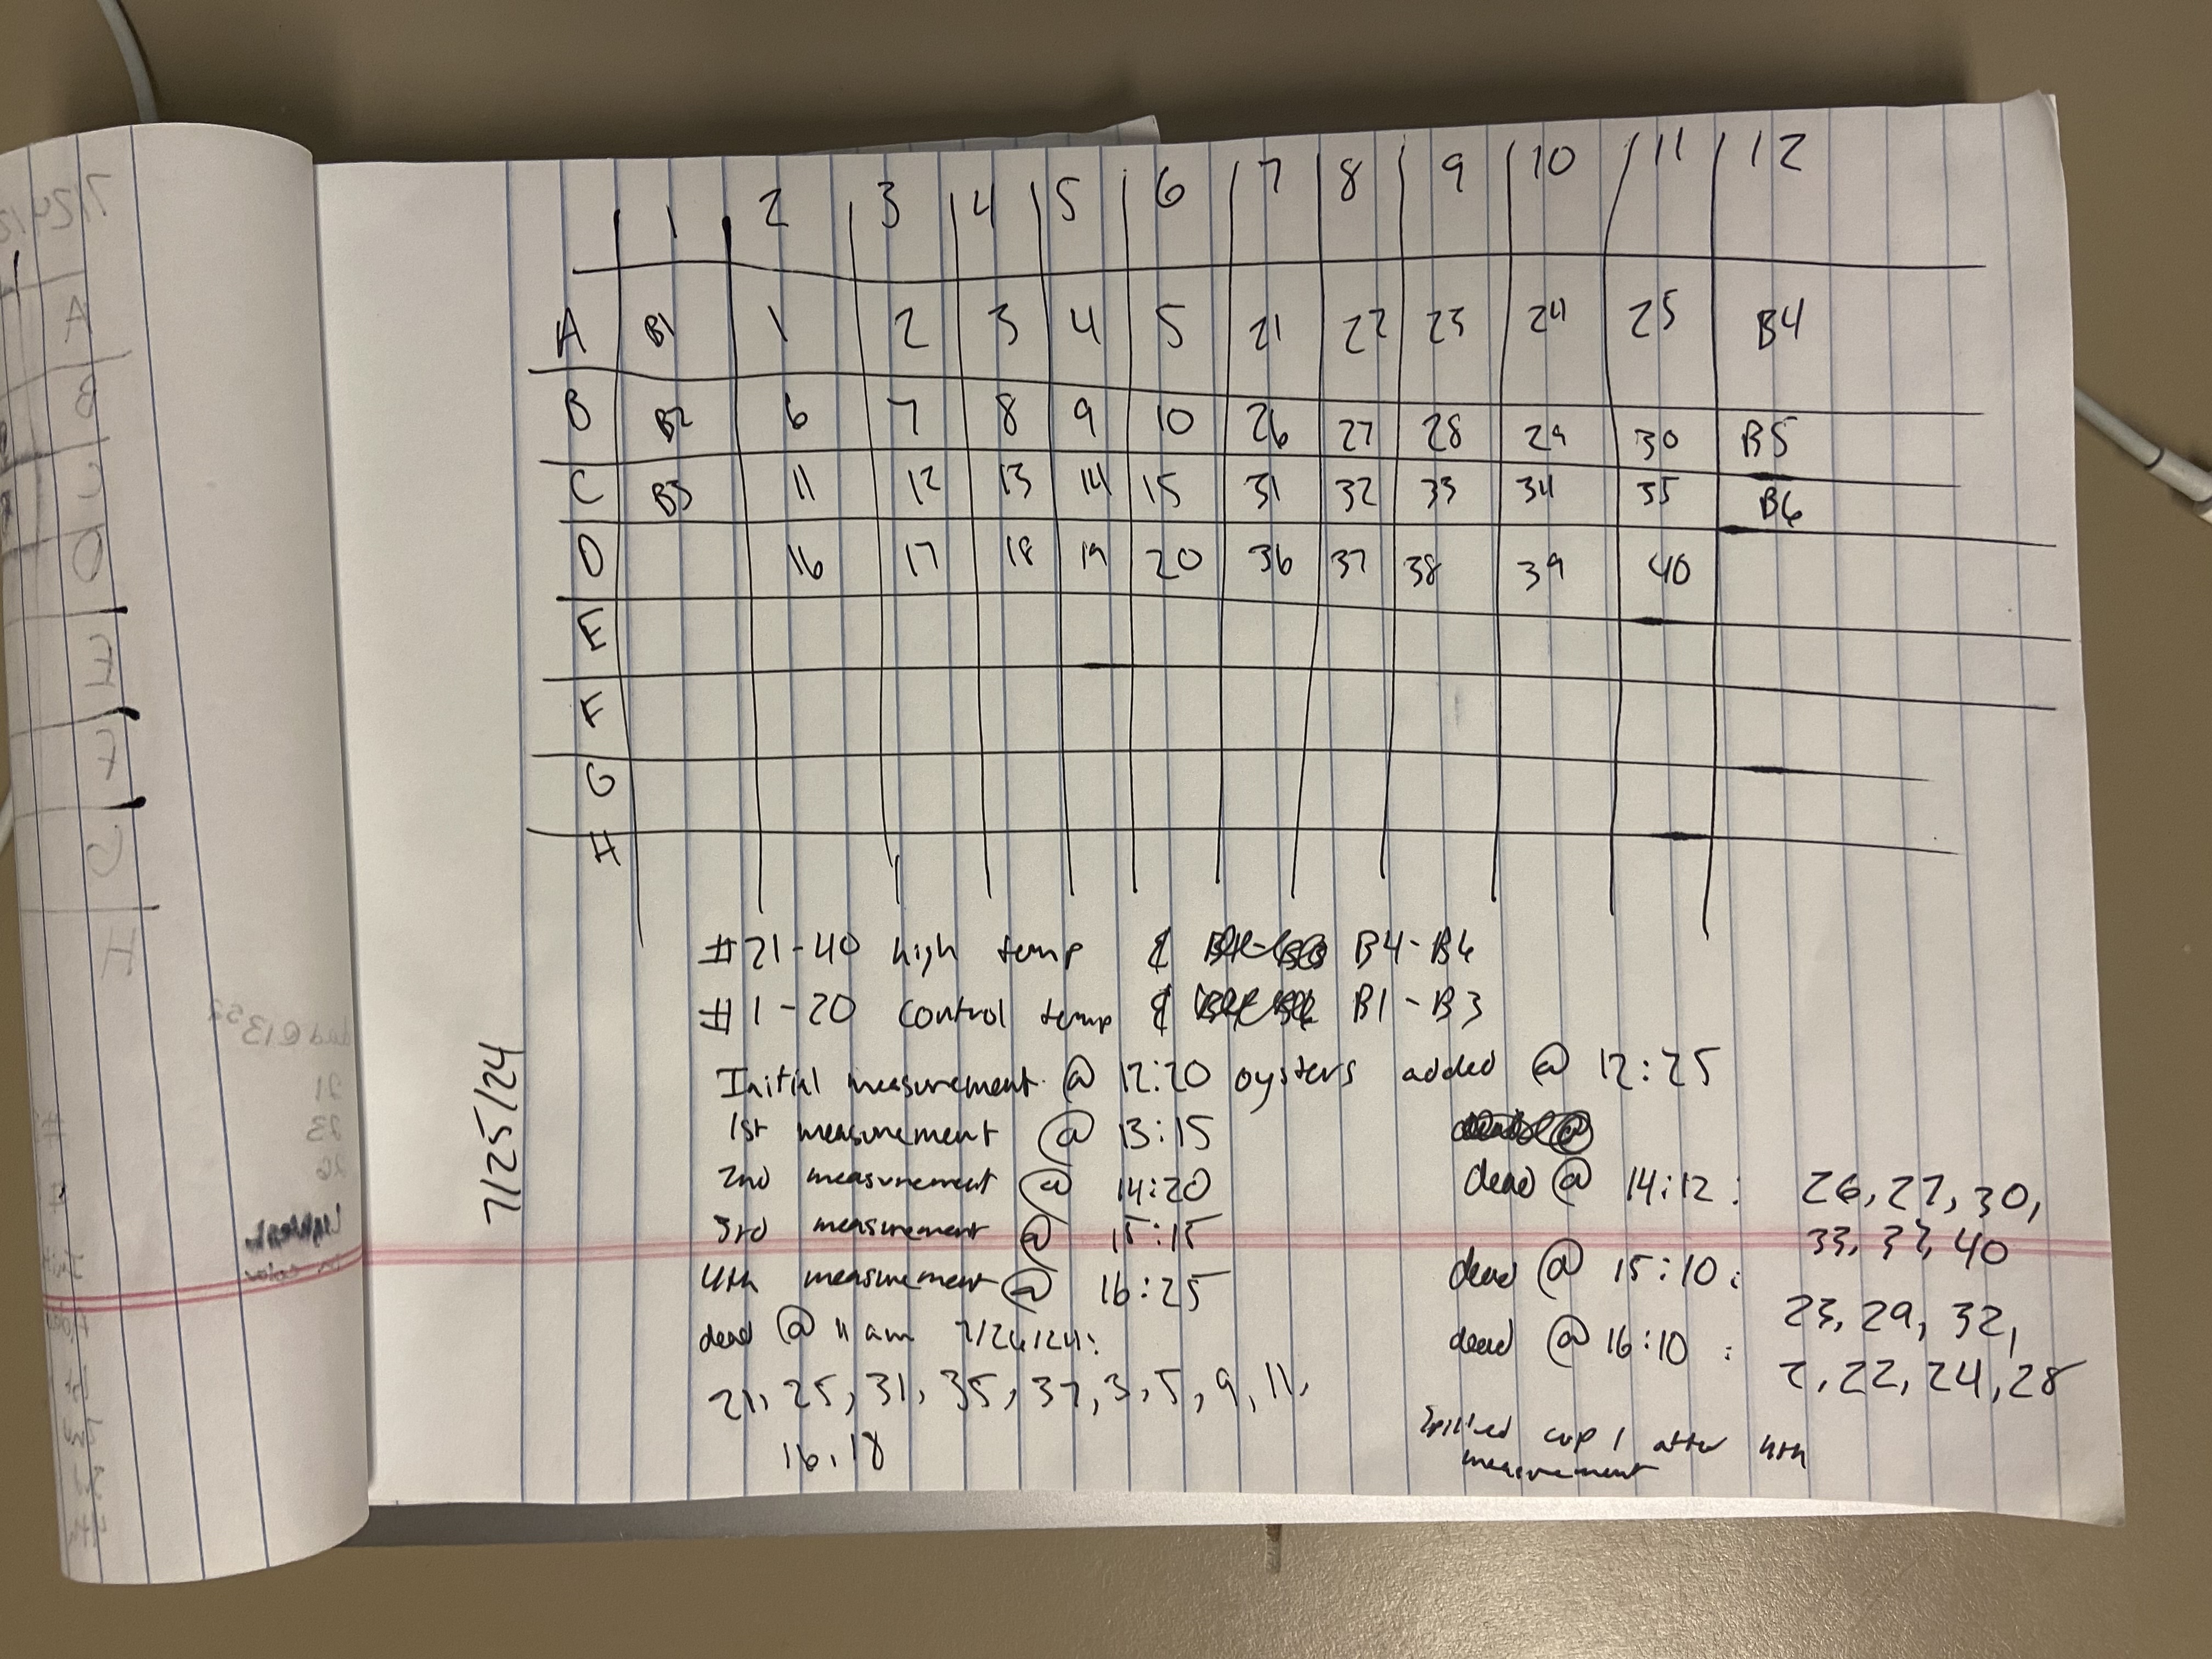 1 2 3 4 5 6 7 8 9 10 11 12
A B1 1 2 3 4 5 21 22 23 24 25 B4
B B2 6 7 8 9 10 26 27 28 29 30 B5
C B3 11 12 13 14 15 31 32 33 34 35 B6
D 16 17 18 19 20 36 37 38 39 40
E
F
G
H
#21-40 high temp & B4-B6
#1-20 control temp & B1-B3
Initial measurement @ 12:20 oysters added @ 12:25
1st measurement @ 13:15
2nd measurement @ 14:20
3rd measurement @ 15:15
4th measurement @ 16:25
dead @ 11 am 7/26/24:
21, 25, 31, 35, 37, 3, 5, 9, 11,
16, 18
dead @ 14:12: 26, 27, 30,
33, 37, 40
dead @ 15:10:
23, 29, 32,
dead @ 16:10:
2, 22, 24, 28
Spilled cup 1 after 4th
measurement
7/25/24
A
B
C
D
E
F
G
H
dead @ 13
21
23
26